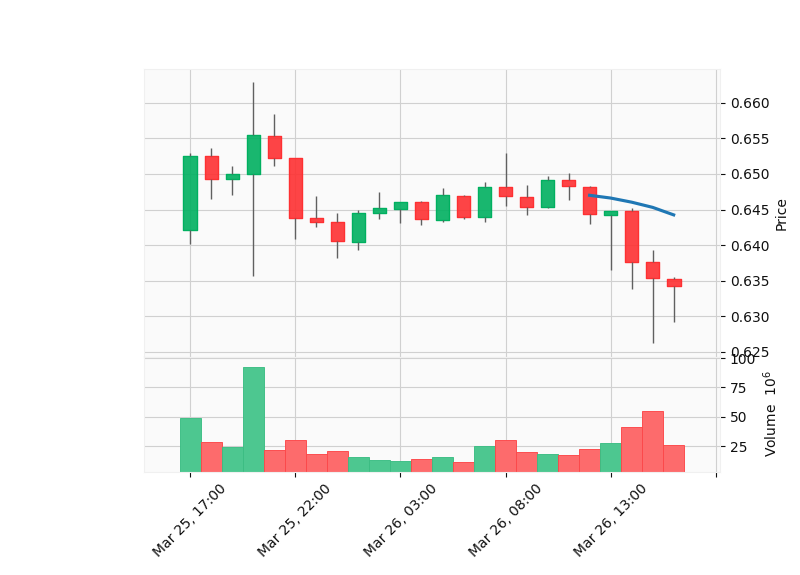 0.660
0.655
0.650
0.645
0.640
0.635
0.630
0.625
Price
100
75
50
25
Volume 10^6
Mar 25, 17:00
Mar 25, 22:00
Mar 26, 03:00
Mar 26, 08:00
Mar 26, 13:00